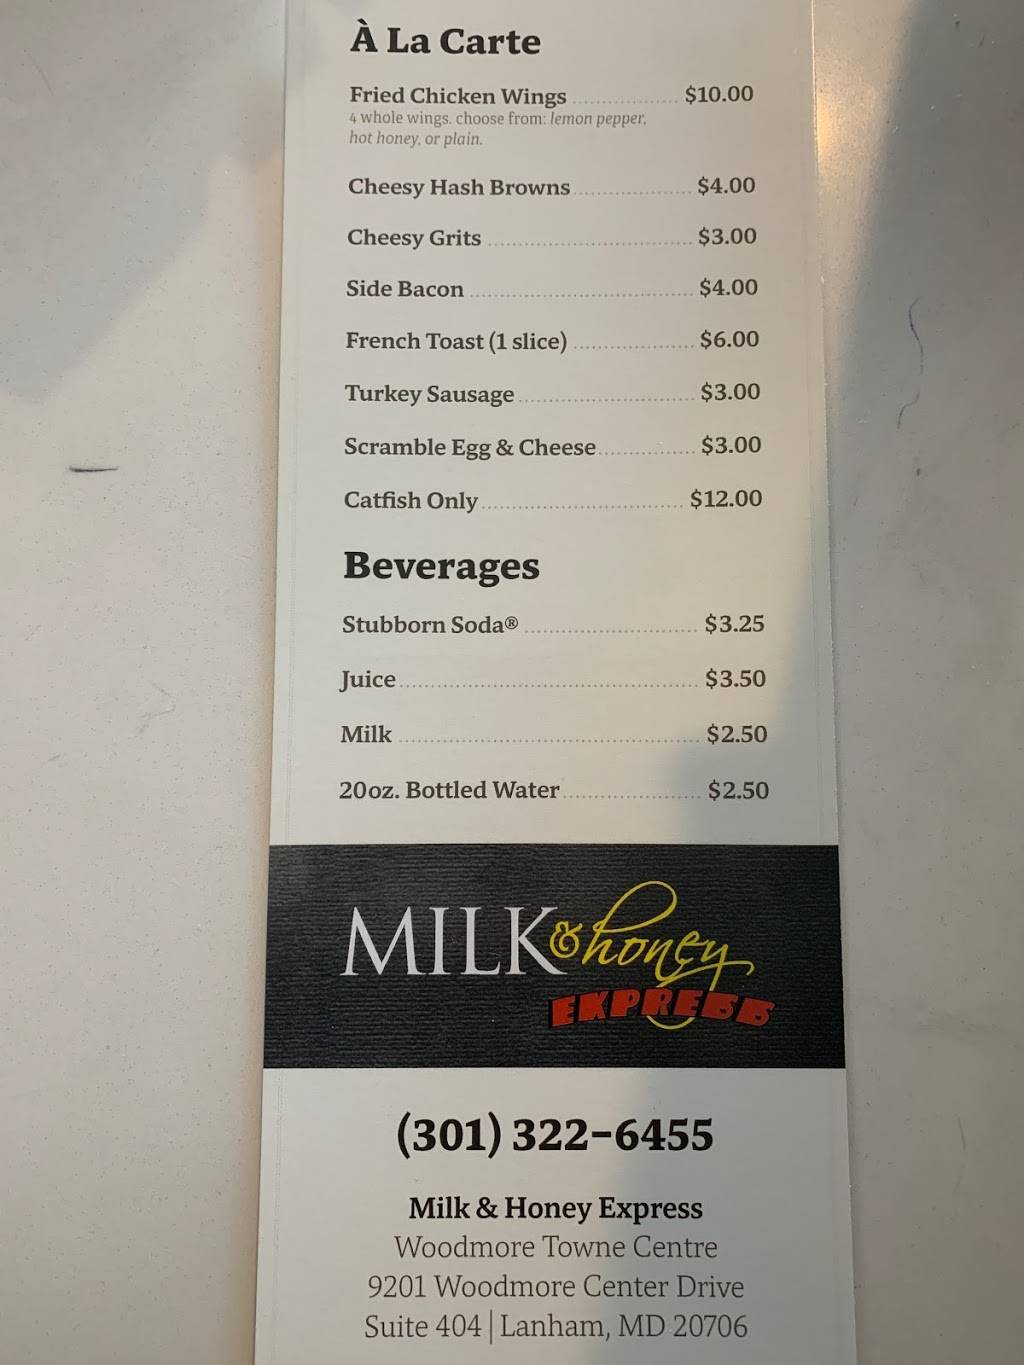 À La Carte
Fried Chicken Wings ................. $10.00
4 whole wings. choose from: lemon pepper,
hot honey, or plain.
Cheesy Hash Browns ................... $4.00
Cheesy Grits ................................ $3.00
Side Bacon ................................... $4.00
French Toast (1 slice) ................... $6.00
Turkey Sausage ............................ $3.00
Scramble Egg & Cheese ............... $3.00
Catfish Only ................................ $12.00
Beverages
Stubborn Soda® ........................... $3.25
Juice ............................................... $3.50
Milk ............................................... $2.50
20oz. Bottled Water ..................... $2.50
MILK & honey
EXPRESS
(301) 322-6455
Milk & Honey Express
Woodmore Towne Centre
9201 Woodmore Center Drive
Suite 404 | Lanham, MD 20706